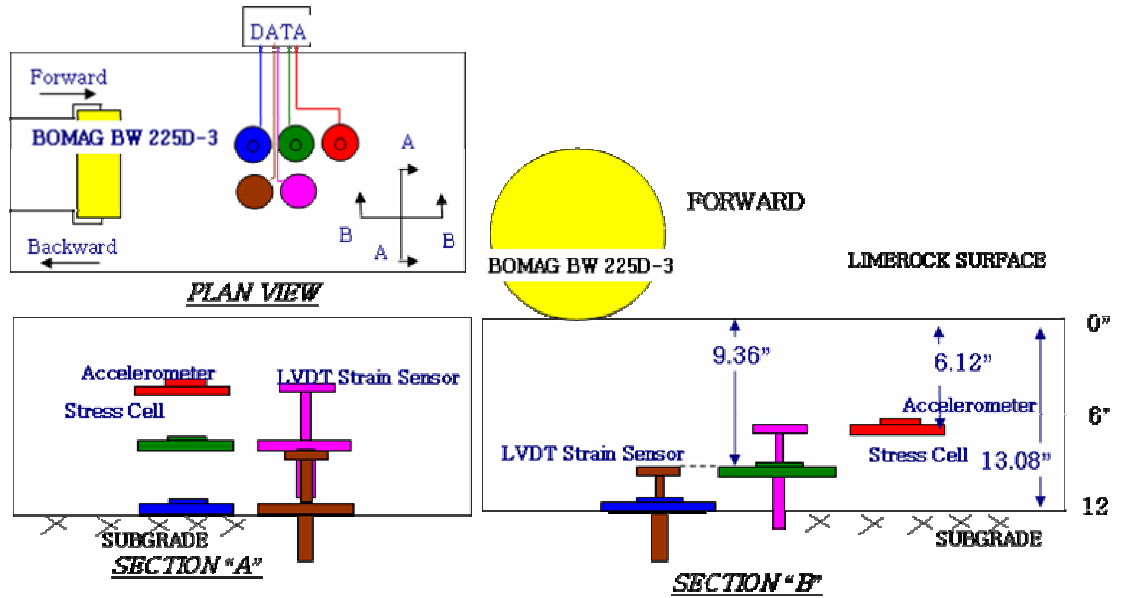 DATA
Forward
BOMAG BW 225D-3
A
B
B
A
Backward
PLAN VIEW
FORWARD
BOMAG BW 225D-3
LIMEROCK SURFACE
0”
9.36”
6.12”
Accelerometer
6”
LVDT Strain Sensor
Stress Cell
13.08”
12
SUBGRADE
SECTION “B”
Accelerometer
LVDT Strain Sensor
Stress Cell
SUBGRADE
SECTION “A”